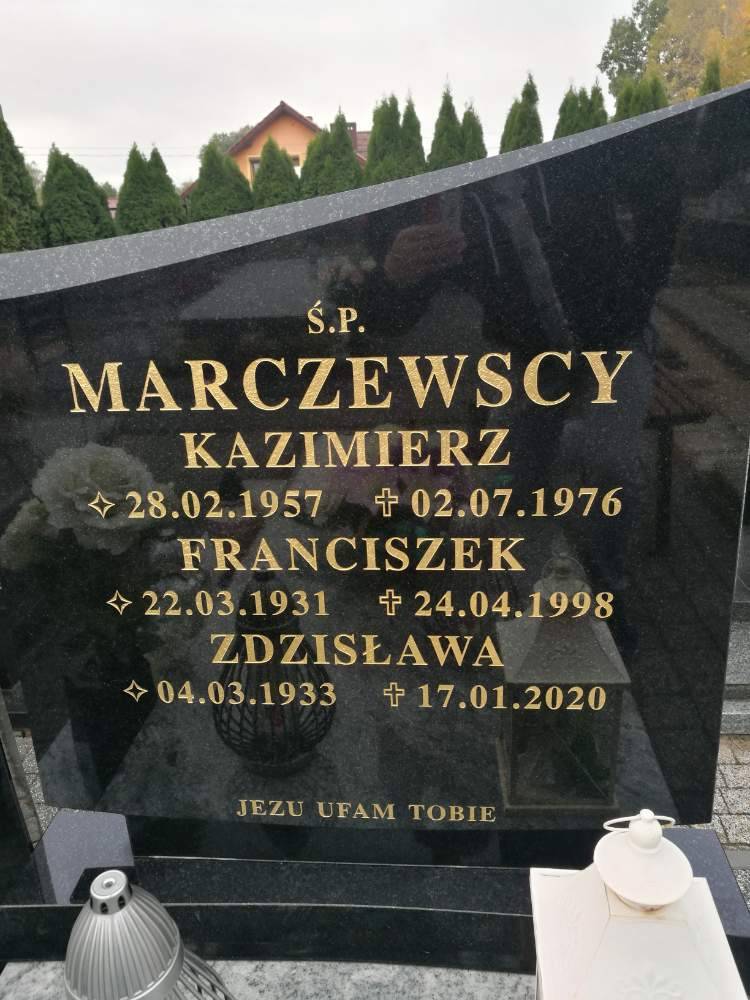 Ś.P.
MARCZEWSCY
KAZIMIERZ
✧ 28.02.1957 ✝ 02.07.1976
FRANCISZEK
✧ 22.03.1931 ✝ 24.04.1998
ZDZISŁAWA
✧ 04.03.1933 ✝ 17.01.2020
JEZU UFAM TOBIE